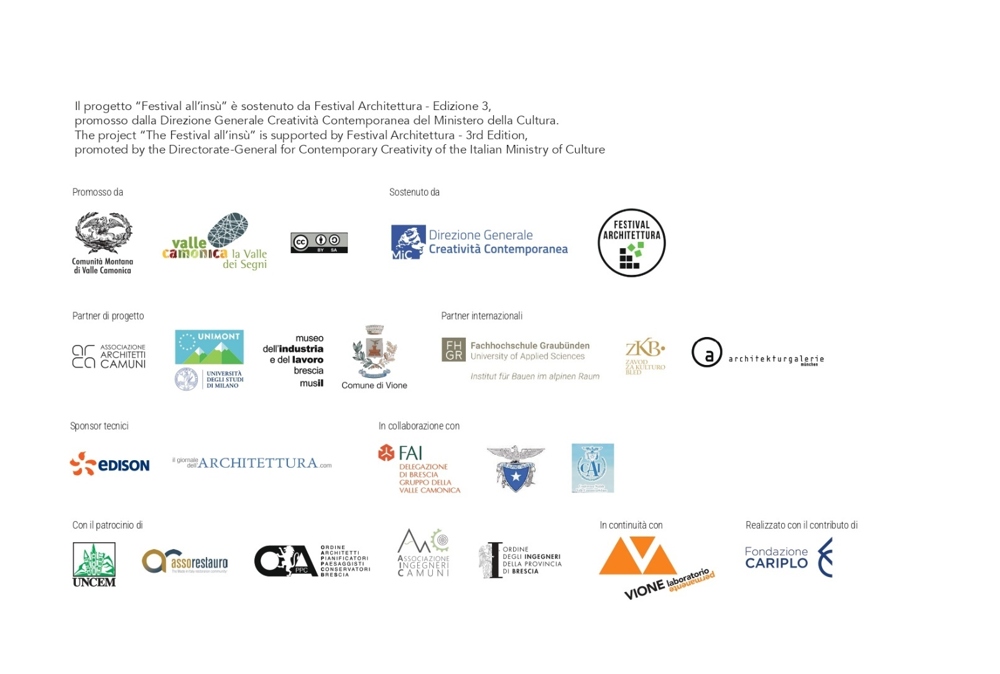 Il progetto “Festival all’insù” è sostenuto da Festival Architettura - Edizione 3,
promosso dalla Direzione Generale Creatività Contemporanea del Ministero della Cultura.
The project “The Festival all’insù” is supported by Festival Architettura - 3rd Edition,
promoted by the Directorate-General for Contemporary Creativity of the Italian Ministry of Culture
Promosso da
Comunità Montana
di Valle Camonica
valle
camonica la Valle
dei Segni
cc
BY SA
Sostenuto da
MiC
Direzione Generale
Creatività Contemporanea
FESTIVAL
ARCHITETTURA
Partner di progetto
arca
ASSOCIAZIONE
ARCHITETTI
CAMUNI
UNIMONT
UNIVERSITÀ
DEGLI STUDI
DI MILANO
museo
dell'industria
e del lavoro
brescia
musil
Comune di Vione
Partner internazionali
FH
GR
Fachhochschule Graubünden
University of Applied Sciences
Institut für Bauen im alpinen Raum
ZKB
ZAVOD
ZA KULTURO
BLED
a architekturgalerie
münchen
Sponsor tecnici
EDISON
il giornale
dell'ARCHITETTURA.com
In collaborazione con
FAI
DELEGAZIONE
DI BRESCIA
GRUPPO DELLA
VALLE CAMONICA
CAI
Con il patrocinio di
UNCEM
assorestauro
The Made in Italy restoration community
OA
PPC
ORDINE
ARCHITETTI
PIANIFICATORI
PAESAGGISTI
CONSERVATORI
BRESCIA
ASSOCIAZIONE
INGEGNERI
CAMUNI
ORDINE
DEGLI INGEGNERI
DELLA PROVINCIA
DI BRESCIA
In continuità con
VIONE laboratorio
permanente
Realizzato con il contributo di
Fondazione
CARIPLO